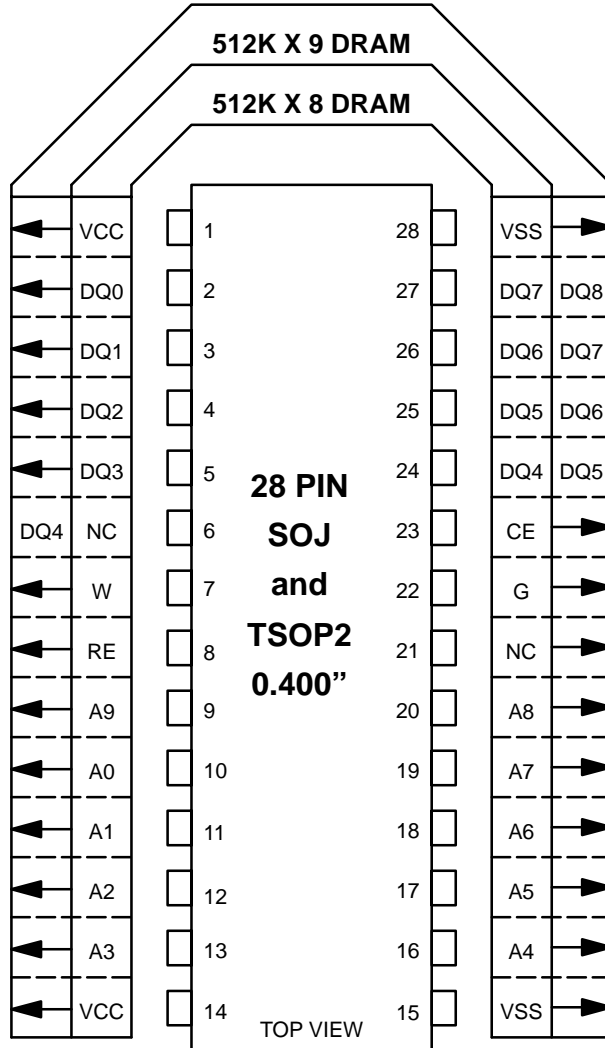 512K X 9 DRAM
512K X 8 DRAM
VCC 1 28 VSS
DQ0 2 27 DQ7 DQ8
DQ1 3 26 DQ6 DQ7
DQ2 4 25 DQ5 DQ6
DQ3 5 24 DQ4 DQ5
DQ4 NC 6 23 CE
W 7 22 G
RE 8 21 NC
A9 9 20 A8
A0 10 19 A7
A1 11 18 A6
A2 12 17 A5
A3 13 16 A4
VCC 14 15 VSS
28 PIN
SOJ
and
TSOP2
0.400”
TOP VIEW